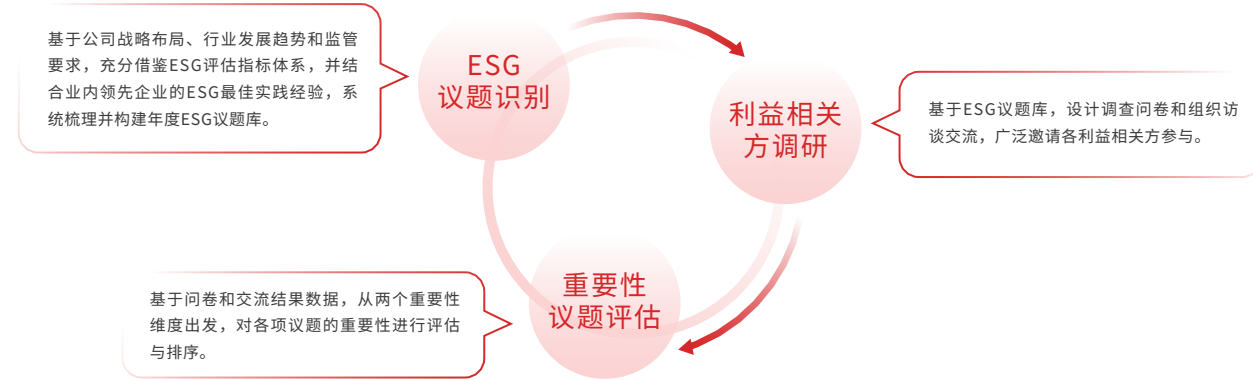 基于公司战略布局、行业发展趋势和监管
要求，充分借鉴ESG评估指标体系，并结
合业内领先企业的ESG最佳实践经验，系
统梳理并构建年度ESG议题库。
ESG
议题识别
利益相关
方调研
基于ESG议题库，设计调查问卷和组织访
谈交流，广泛邀请各利益相关方参与。
重要性
议题评估
基于问卷和交流结果数据，从两个重要性
维度出发，对各项议题的重要性进行评估
与排序。